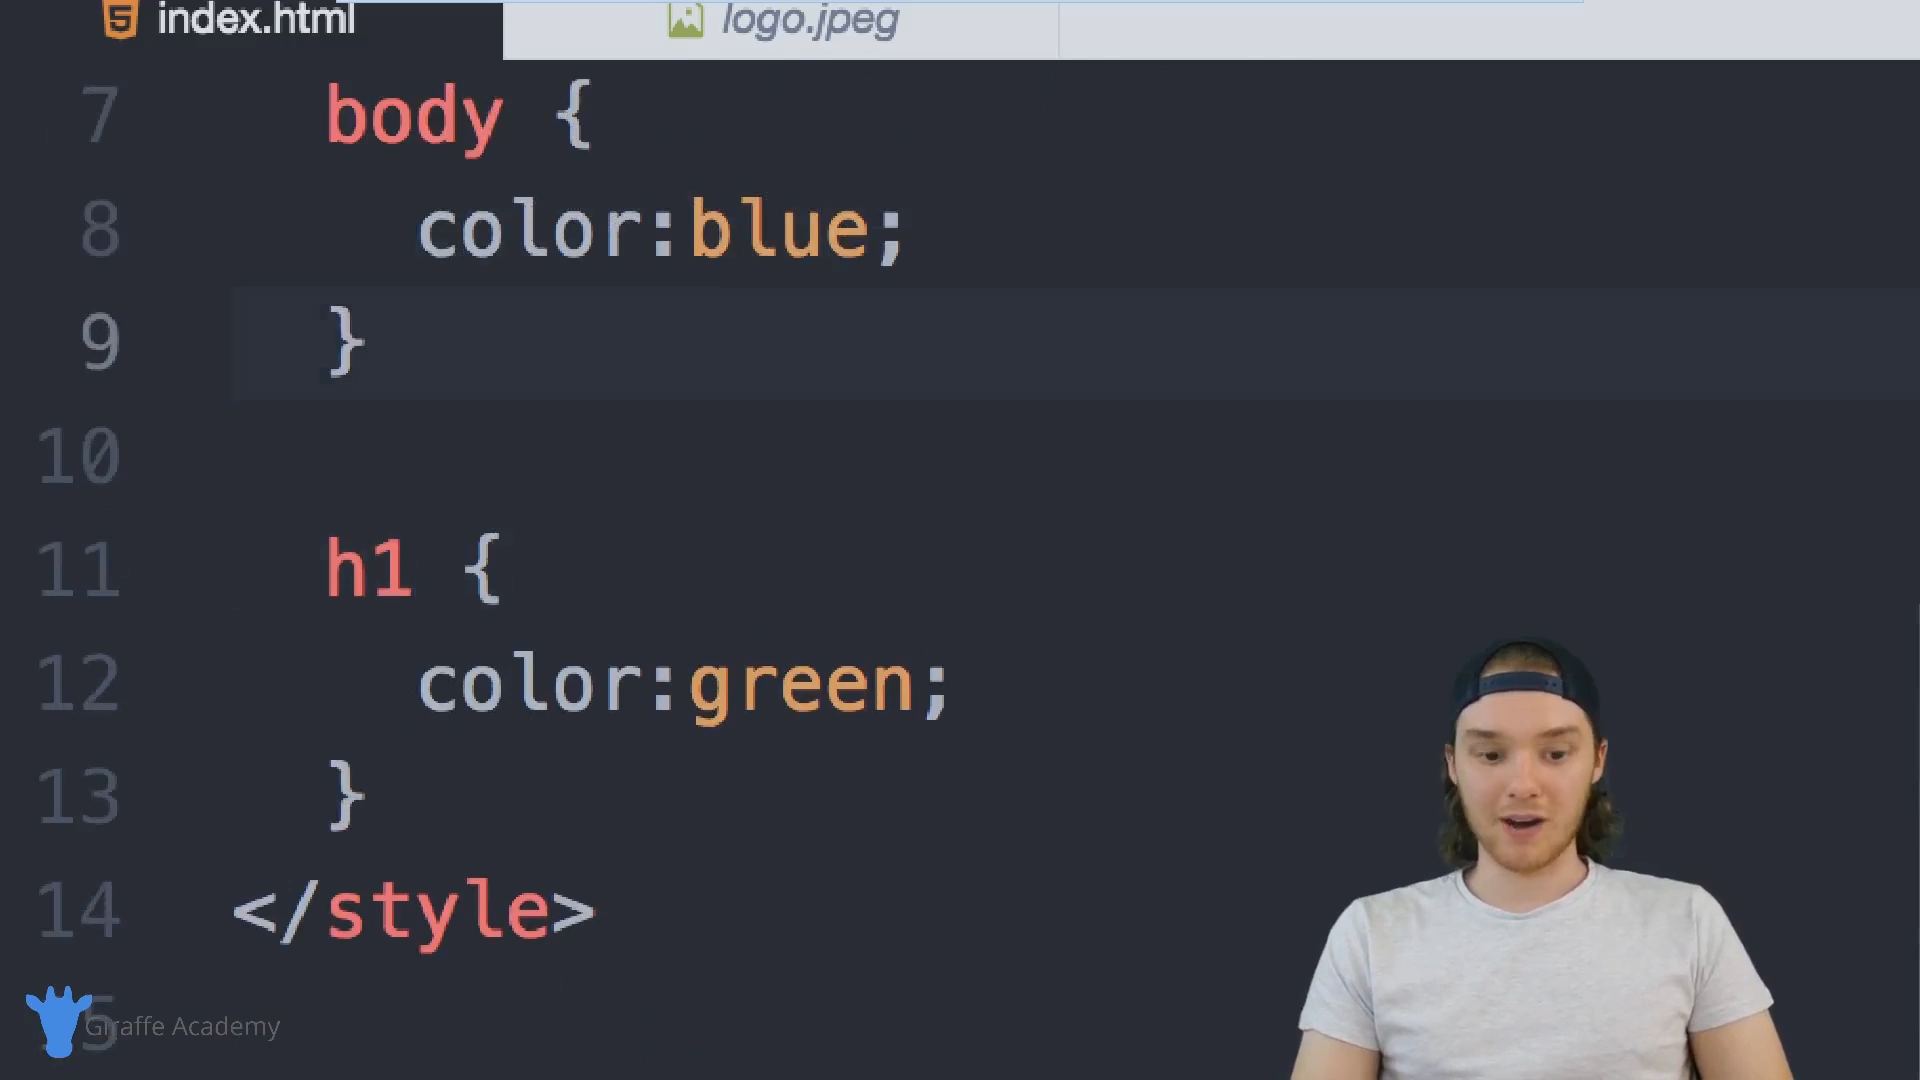 index.html logo.jpeg
7 body {
8 color:blue;
9 }
10
11 h1 {
12 color:green;
13 }
14 </style>
Giraffe Academy